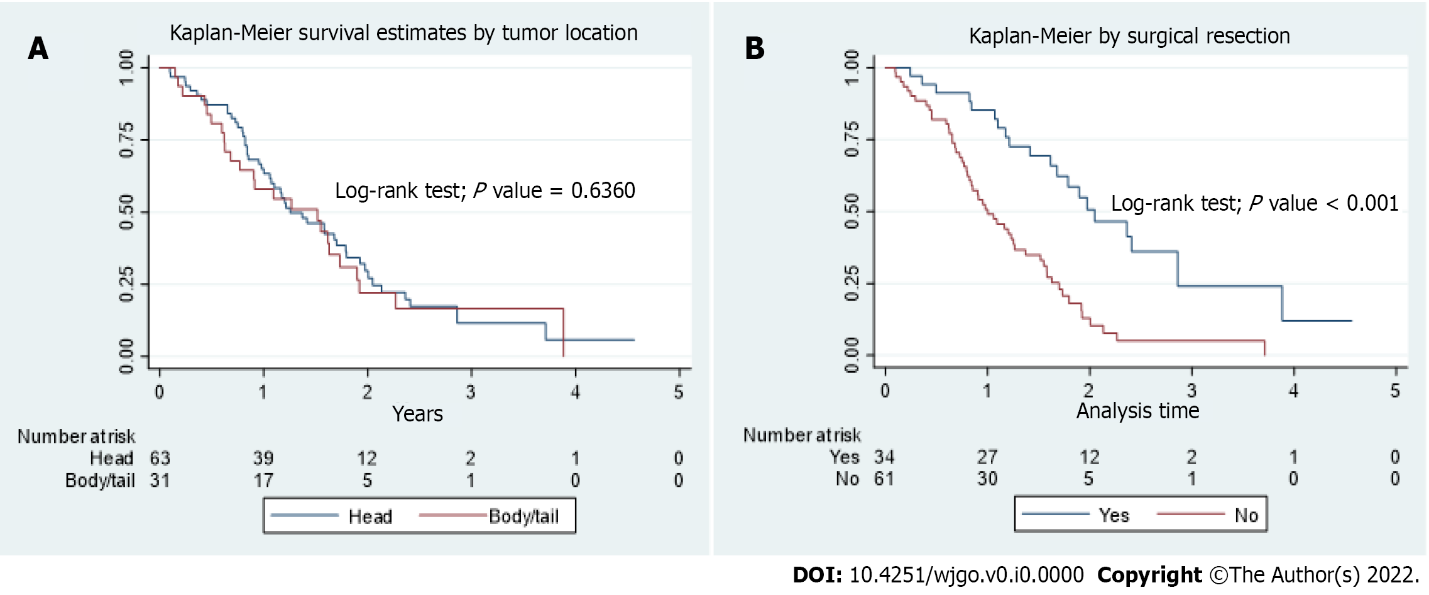 A
Kaplan-Meier survival estimates by tumor location
1.00
0.75
0.50
0.25
0.00
Log-rank test; P value = 0.6360
0 1 2 3 4 5
Years
Number at risk
Head 63 39 12 2 1 0
Body/tail 31 17 5 1 0 0
Head Body/tail
B
Kaplan-Meier by surgical resection
1.00
0.75
0.50
0.25
0.00
Log-rank test; P value < 0.001
0 1 2 3 4 5
Analysis time
Number at risk
Yes 34 27 12 2 1 0
No 61 30 5 1 0 0
Yes No
DOI: 10.4251/wjgo.v0.i0.0000 Copyright ©The Author(s) 2022.